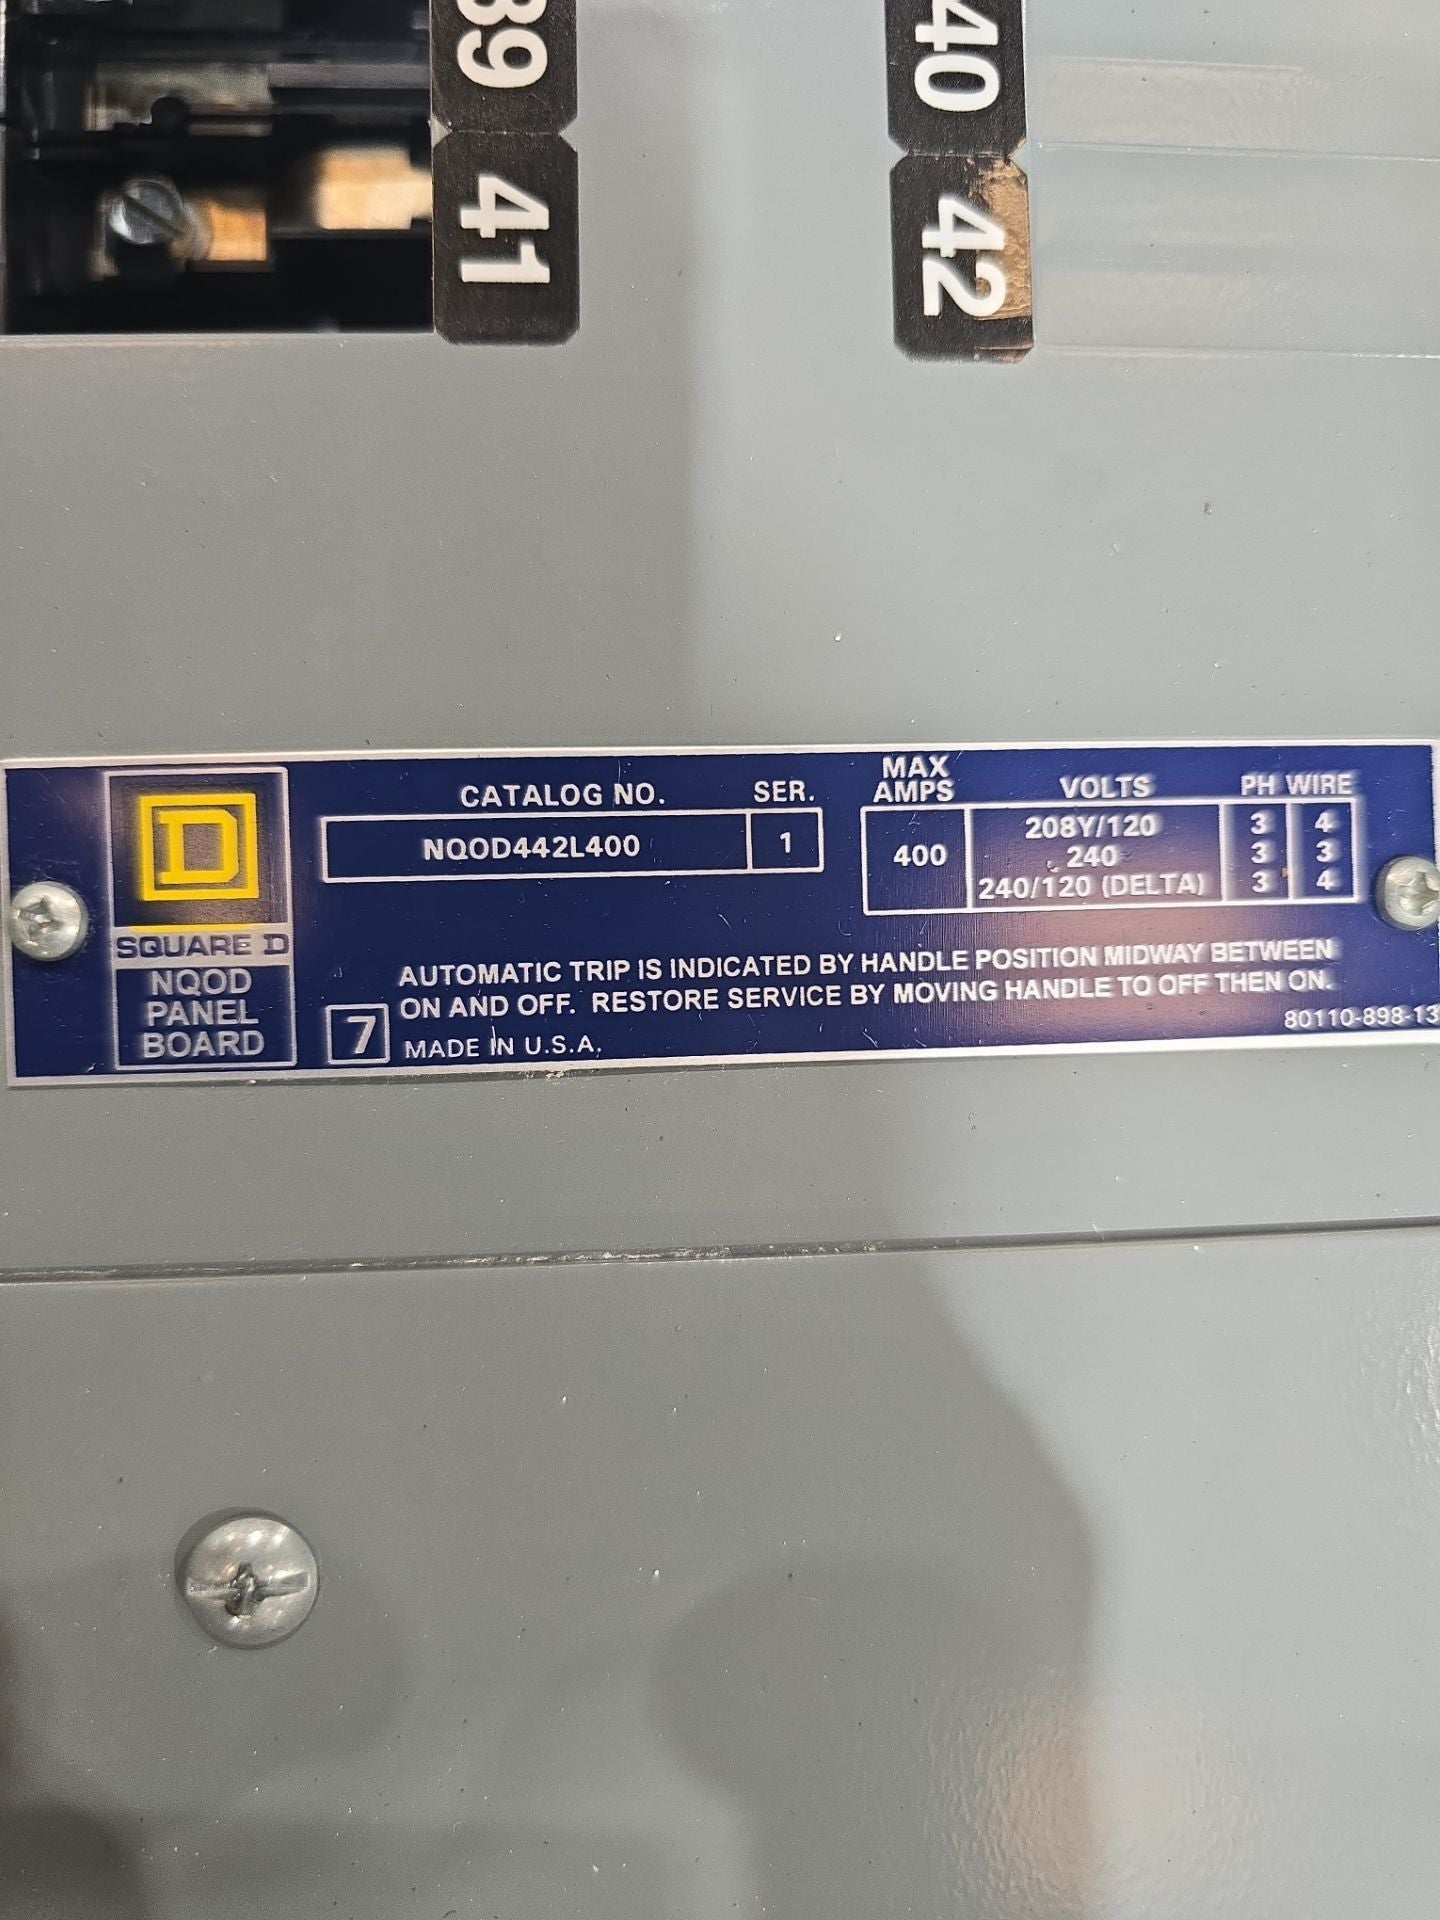 39
40
41
42
CATALOG NO. SER.
NQOD442L400 1
MAX
AMPS VOLTS PH WIRE
400
208Y/120 3 4
240 3 3
240/120 (DELTA) 3 4
D
SQUARE D
NQOD
PANEL
BOARD
AUTOMATIC TRIP IS INDICATED BY HANDLE POSITION MIDWAY BETWEEN
ON AND OFF. RESTORE SERVICE BY MOVING HANDLE TO OFF THEN ON.
7 MADE IN U.S.A.
80110-898-13